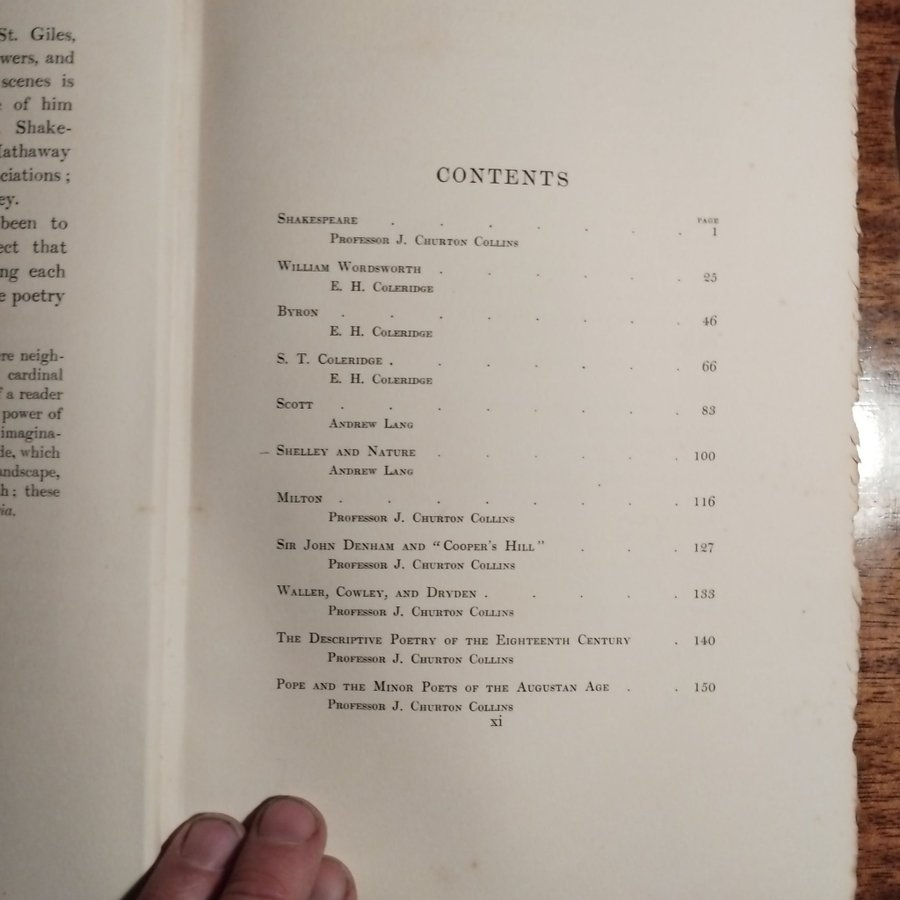 St. Giles,
wers, and
scenes is
of him
Shake-
Hathaway
ciations;
ey.
been to
ect that
ng each
e poetry
re neigh-
cardinal
f a reader
power of
imagina-
de, which
andscape,
h; these
ia.
CONTENTS
PAGE
SHAKESPEARE . . . . . . . 1
PROFESSOR J. CHURTON COLLINS
WILLIAM WORDSWORTH . . . . . . 25
E. H. COLERIDGE
BYRON . . . . . . . . 46
E. H. COLERIDGE
S. T. COLERIDGE . . . . . . . 66
E. H. COLERIDGE
SCOTT . . . . . . . . 83
ANDREW LANG
SHELLEY AND NATURE . . . . . . 100
ANDREW LANG
MILTON . . . . . . . . 116
PROFESSOR J. CHURTON COLLINS
SIR JOHN DENHAM AND "COOPER'S HILL" . . . 127
PROFESSOR J. CHURTON COLLINS
WALLER, COWLEY, AND DRYDEN . . . . . 133
PROFESSOR J. CHURTON COLLINS
THE DESCRIPTIVE POETRY OF THE EIGHTEENTH CENTURY . 140
PROFESSOR J. CHURTON COLLINS
POPE AND THE MINOR POETS OF THE AUGUSTAN AGE . . 150
PROFESSOR J. CHURTON COLLINS
xi